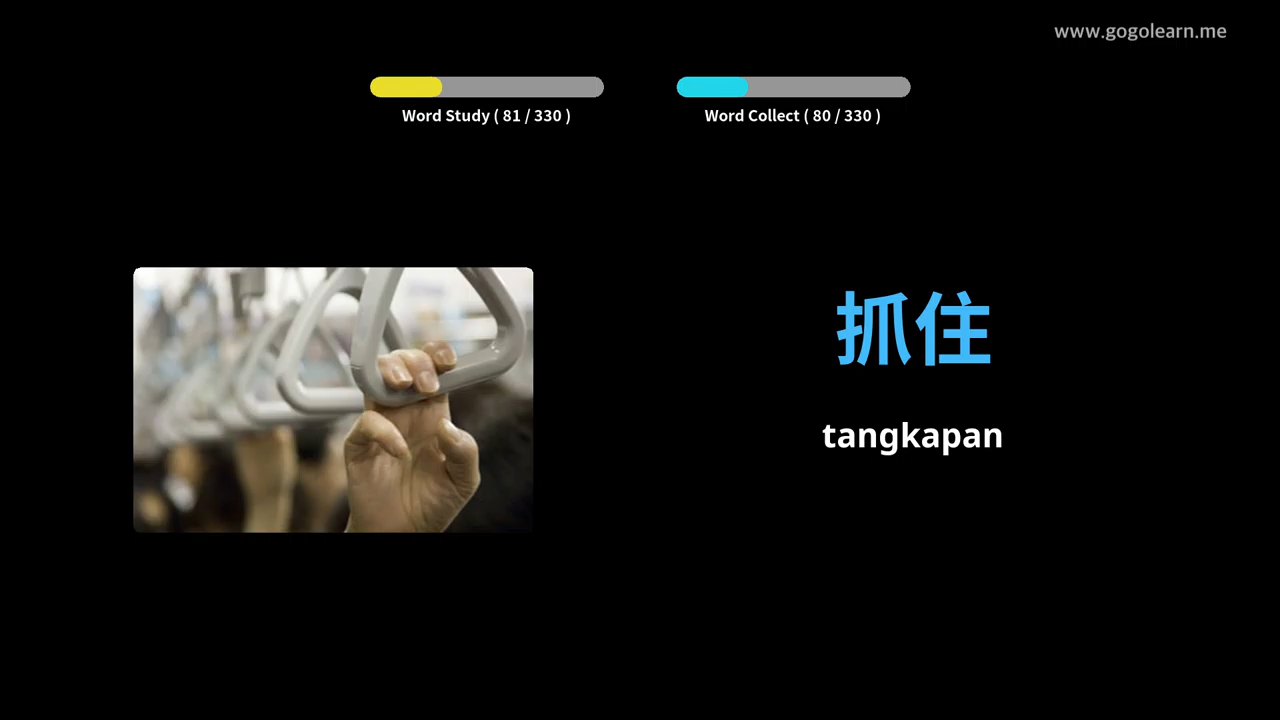 www.gogolearn.me
Word Study ( 81 / 330 )
Word Collect ( 80 / 330 )
抓住
tangkapan